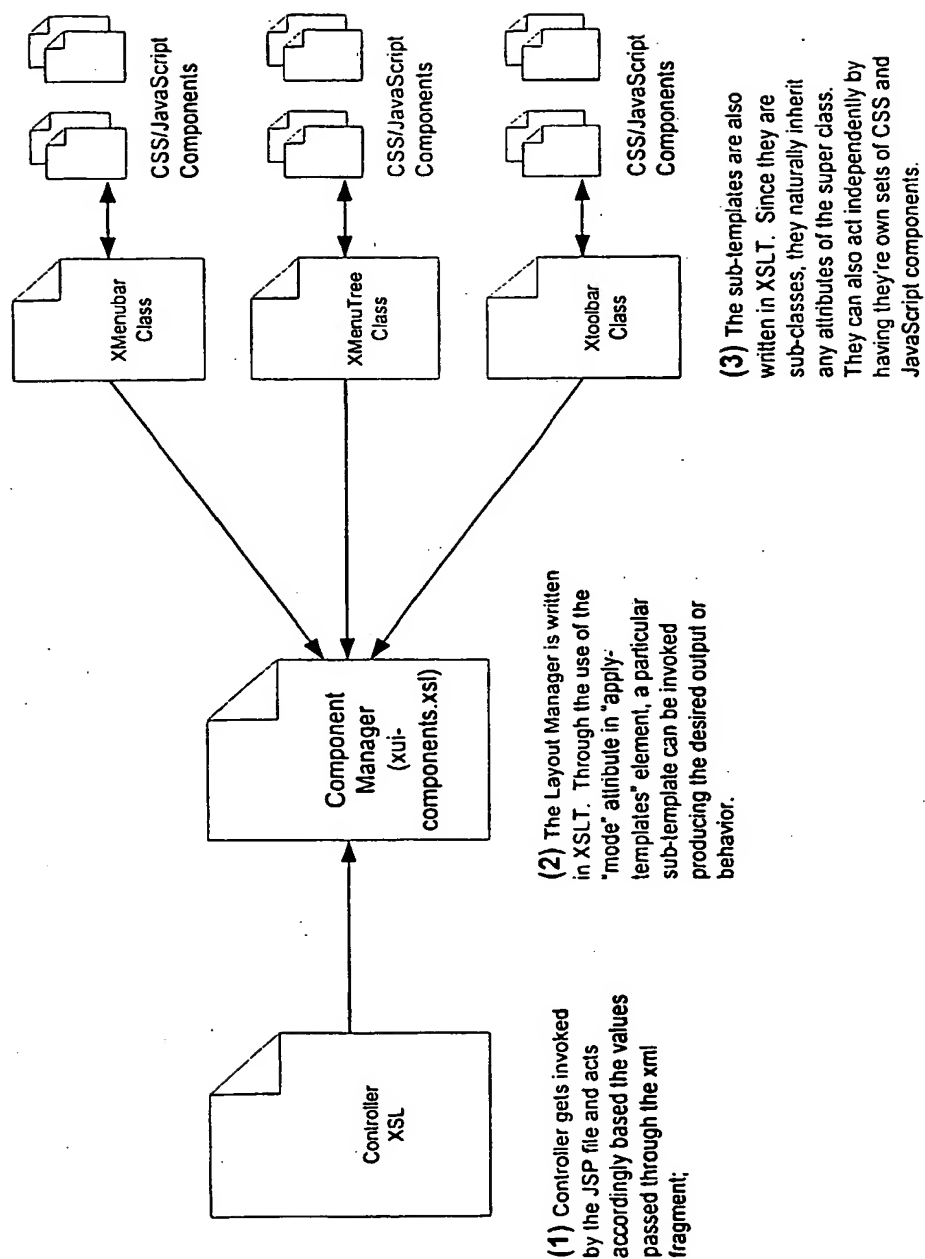 Controller
XSL
(1) Controller gets invoked
by the JSP file and acts
accordingly based the values
passed through the xml
fragment;
Component
Manager
(xui-
components.xsl)
(2) The Layout Manager is written
in XSLT. Through the use of the
"mode" attribute in "apply-
templates" element, a particular
sub-template can be invoked
producing the desired output or
behavior.
XMenubar
Class
CSS/JavaScript
Components
XMenuTree
Class
CSS/JavaScript
Components
Xtoolbar
Class
CSS/JavaScript
Components
(3) The sub-templates are also
written in XSLT. Since they are
sub-classes, they naturally inherit
any attributes of the super class.
They can also act independently by
having they're own sets of CSS and
JavaScript components.